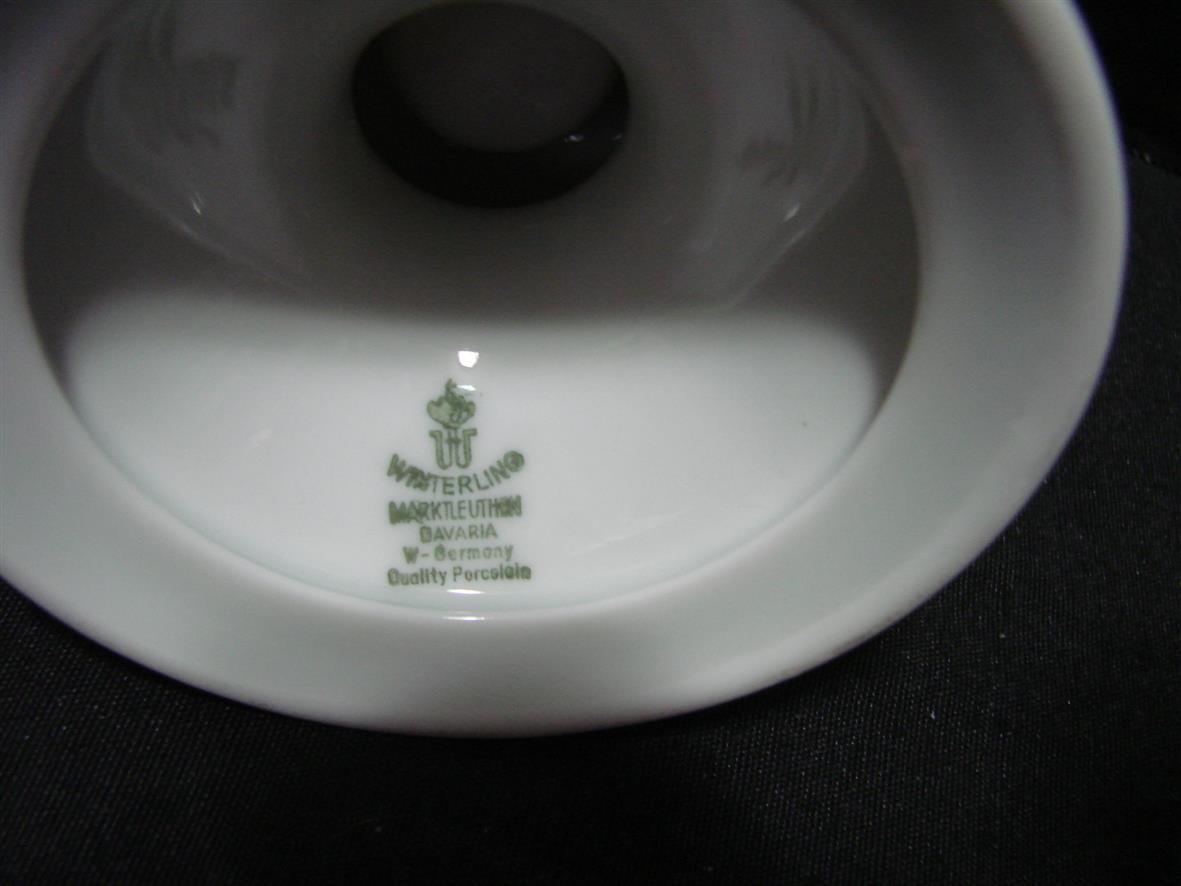 W
WINTERLING
MARKTLEUTHEN
BAVARIA
W-Germany
Quality Porcelain